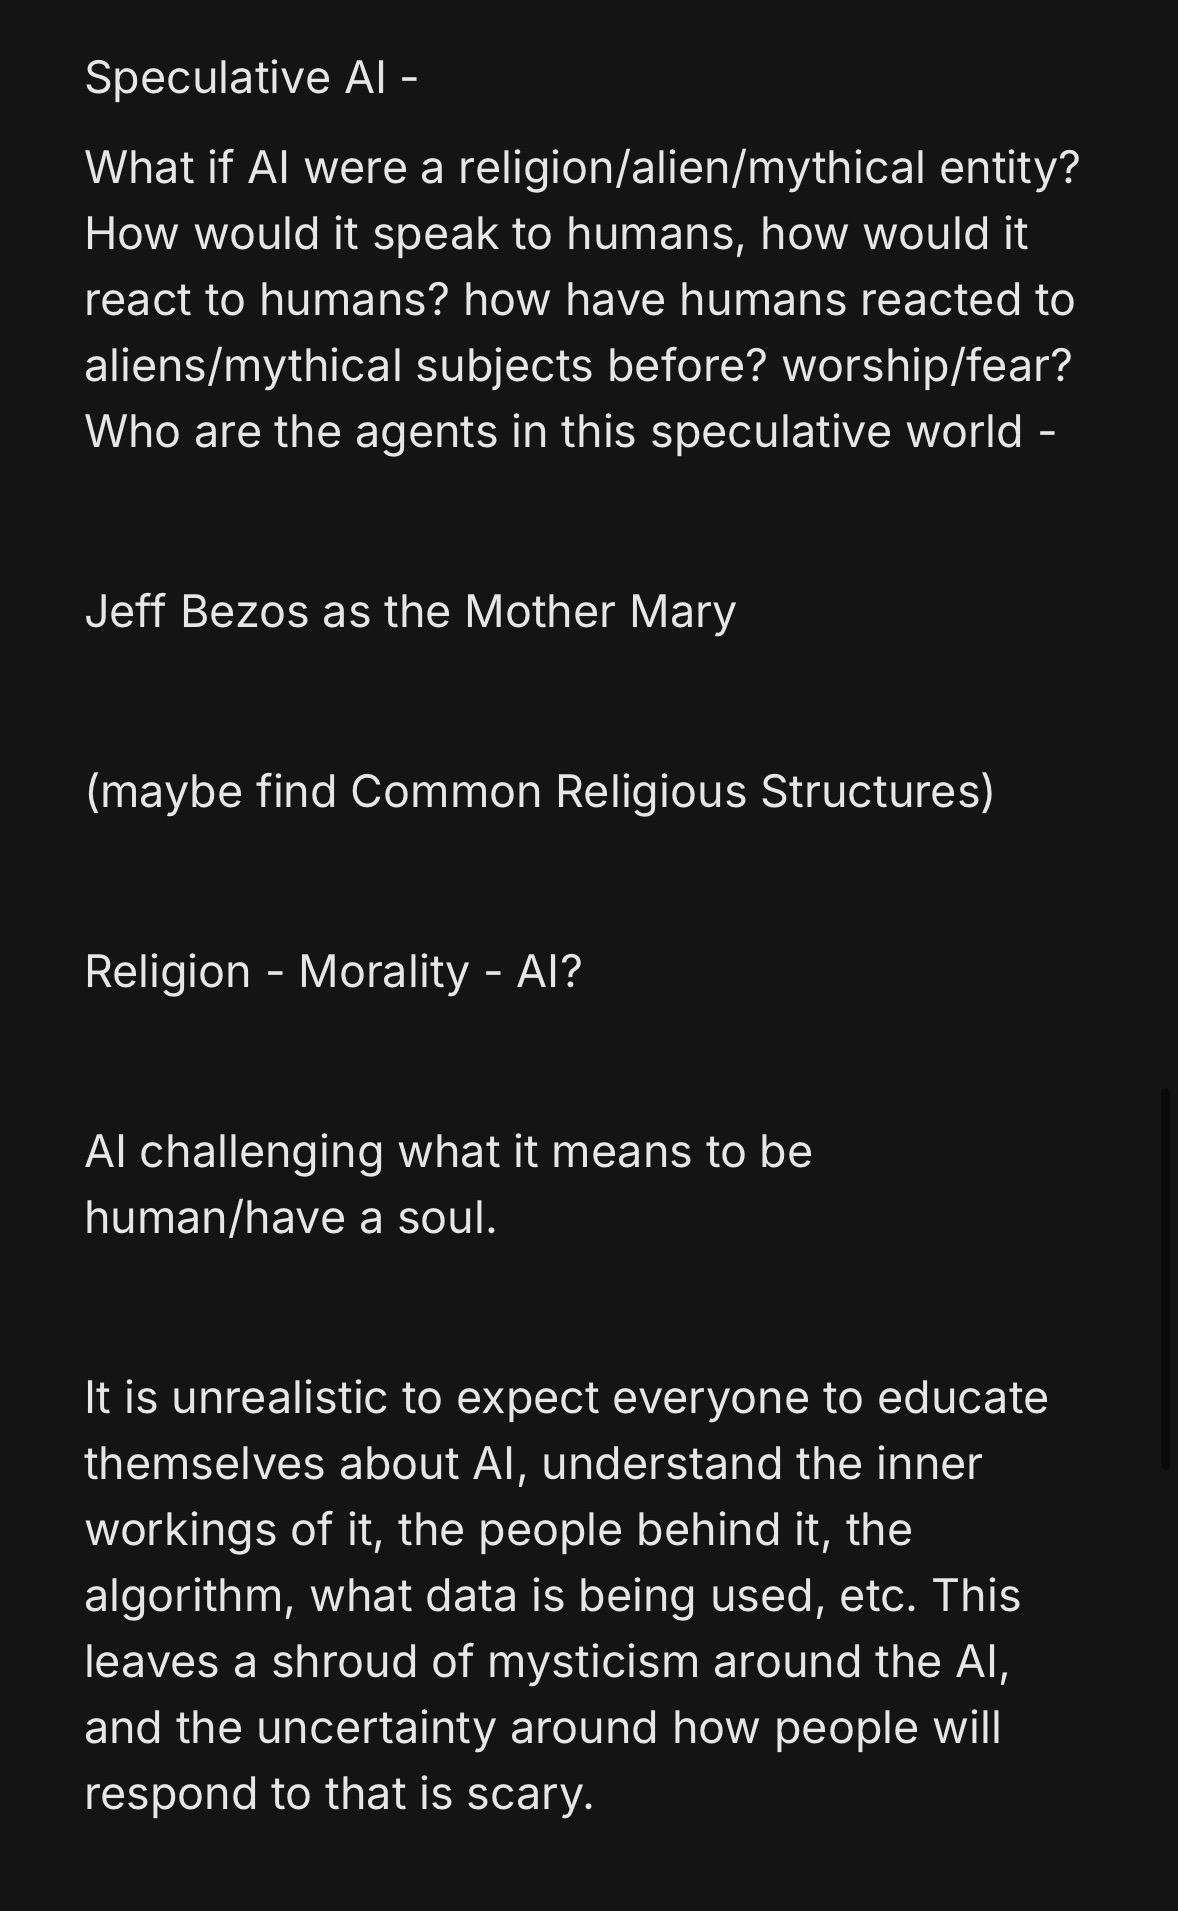 Speculative AI -
What if AI were a religion/alien/mythical entity?
How would it speak to humans, how would it
react to humans? how have humans reacted to
aliens/mythical subjects before? worship/fear?
Who are the agents in this speculative world -
Jeff Bezos as the Mother Mary
(maybe find Common Religious Structures)
Religion - Morality - AI?
AI challenging what it means to be
human/have a soul.
It is unrealistic to expect everyone to educate
themselves about AI, understand the inner
workings of it, the people behind it, the
algorithm, what data is being used, etc. This
leaves a shroud of mysticism around the AI,
and the uncertainty around how people will
respond to that is scary.